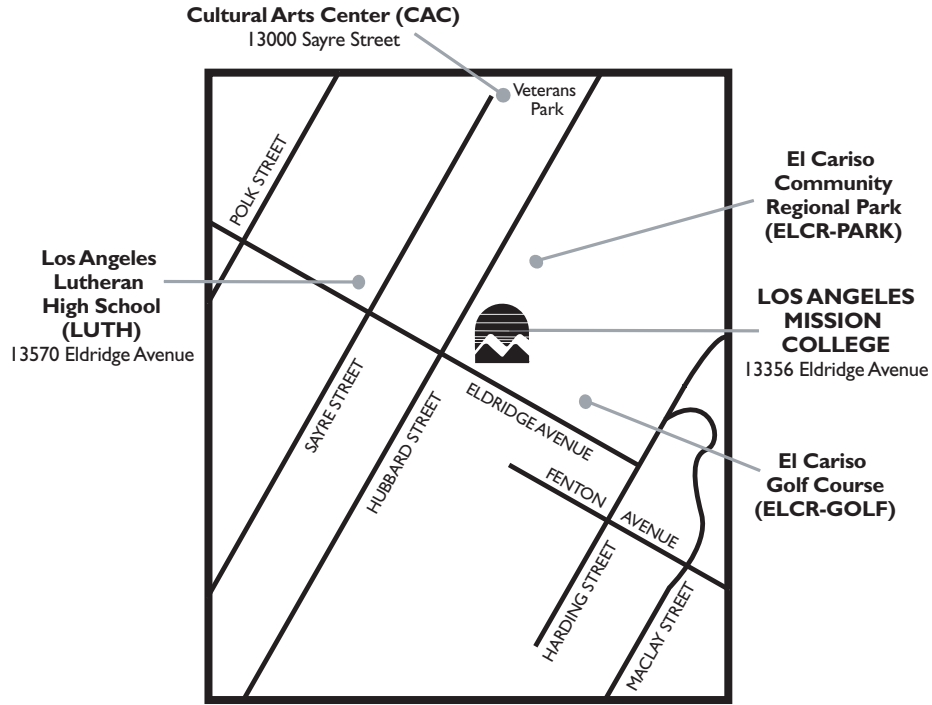 Cultural Arts Center (CAC)
13000 Sayre Street
Veterans
Park
POLK STREET
El Cariso
Community
Regional Park
(ELCR-PARK)
Los Angeles
Lutheran
High School
(LUTH)
13570 Eldridge Avenue
LOS ANGELES
MISSION
COLLEGE
13356 Eldridge Avenue
SAYRE STREET
HUBBARD STREET
ELDRIDGE AVENUE
FENTON AVENUE
El Cariso
Golf Course
(ELCR-GOLF)
HARDING STREET
MACLAY STREET